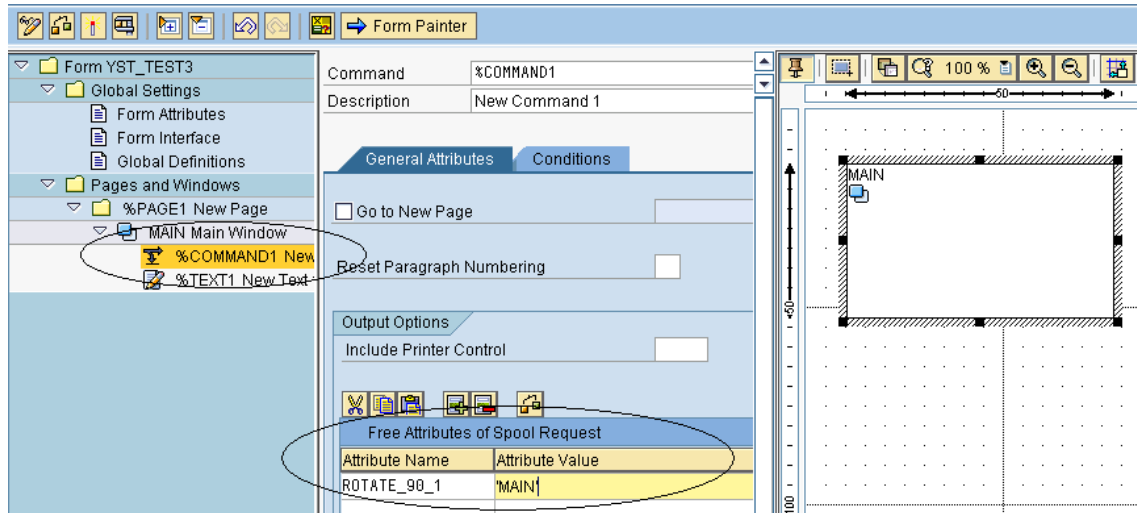 Form Painter
Form YST_TEST3
Global Settings
Form Attributes
Form Interface
Global Definitions
Pages and Windows
%PAGE1 New Page
MAIN Main Window
%COMMAND1 New
%TEXT1 New Text
Command %COMMAND1
Description New Command 1
General Attributes Conditions
Go to New Page
Reset Paragraph Numbering
Output Options
Include Printer Control
Free Attributes of Spool Request
Attribute Name Attribute Value
ROTATE_90_1 'MAIN'
100 %
50
MAIN
50
100